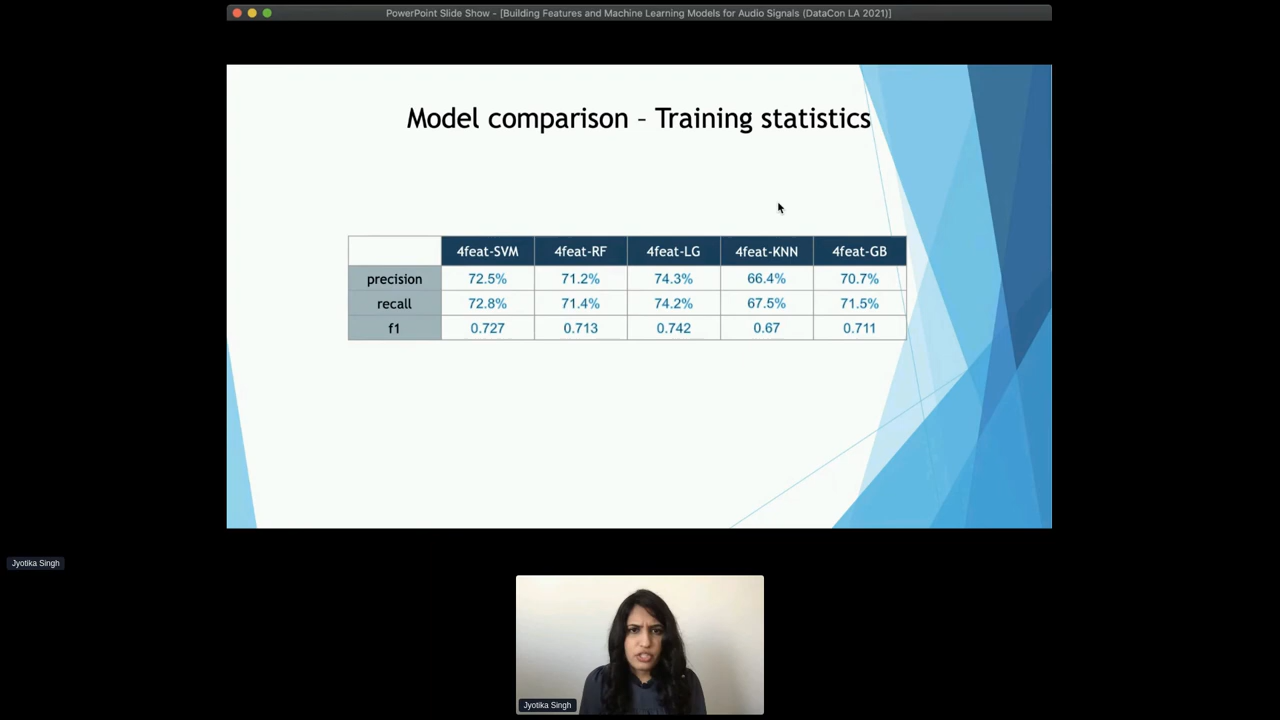 PowerPoint Slide Show - [Building Features and Machine Learning Models for Audio Signals (DataCon LA 2021)]
Model comparison – Training statistics
4feat-SVM 4feat-RF 4feat-LG 4feat-KNN 4feat-GB
precision 72.5% 71.2% 74.3% 66.4% 70.7%
recall 72.8% 71.4% 74.2% 67.5% 71.5%
f1 0.727 0.713 0.742 0.67 0.711
Jyotika Singh
Jyotika Singh